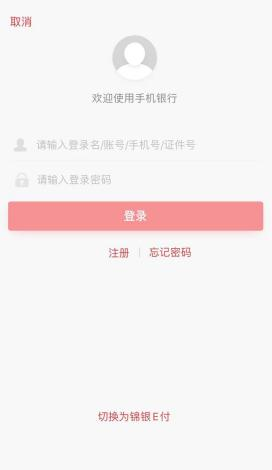 取消
欢迎使用手机银行
请输入登录名/账号/手机号/证件号
请输入登录密码
登录
注册 | 忘记密码
切换为锦银E付